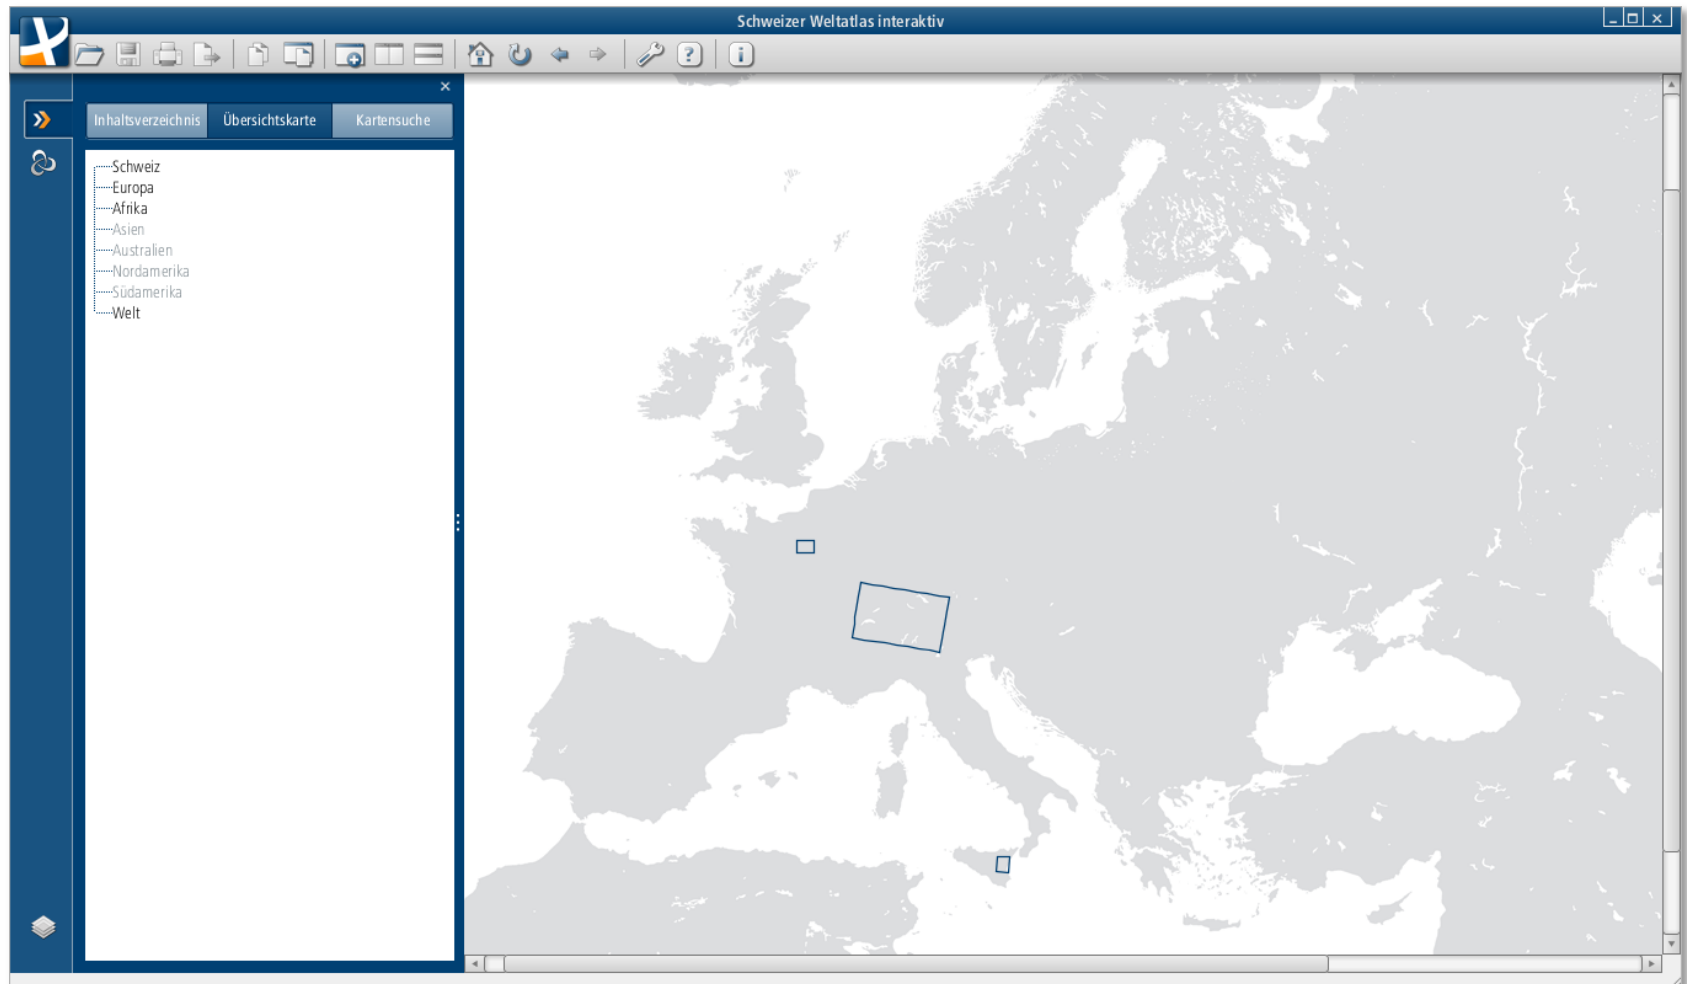 Schweizer Weltatlas interaktiv
Inhaltsverzeichnis Übersichtskarte Kartensuche
Schweiz
Europa
Afrika
Asien
Australien
Nordamerika
Südamerika
Welt